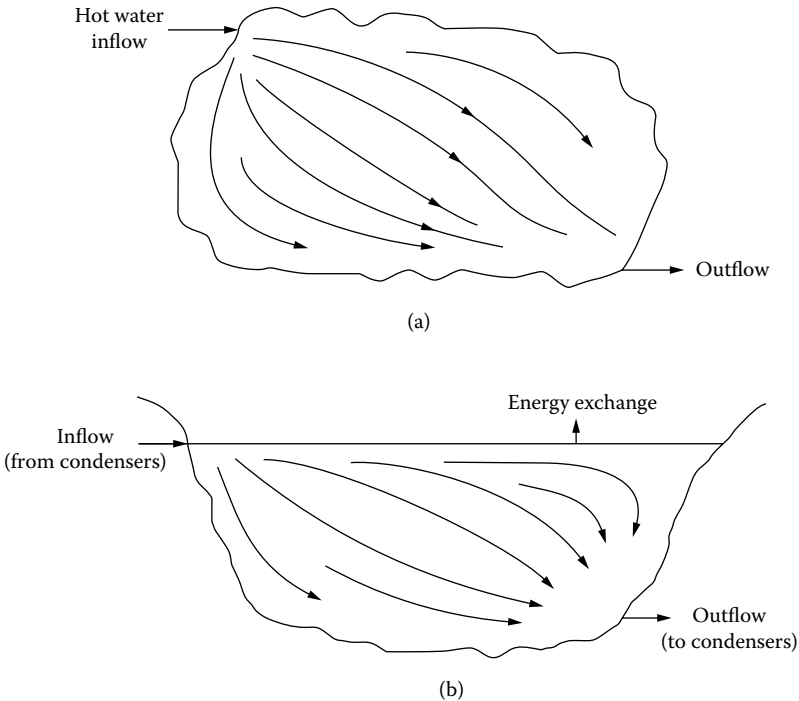 Hot water
inflow
Outflow
(a)
Energy exchange
Inflow
(from condensers)
Outflow
(to condensers)
(b)